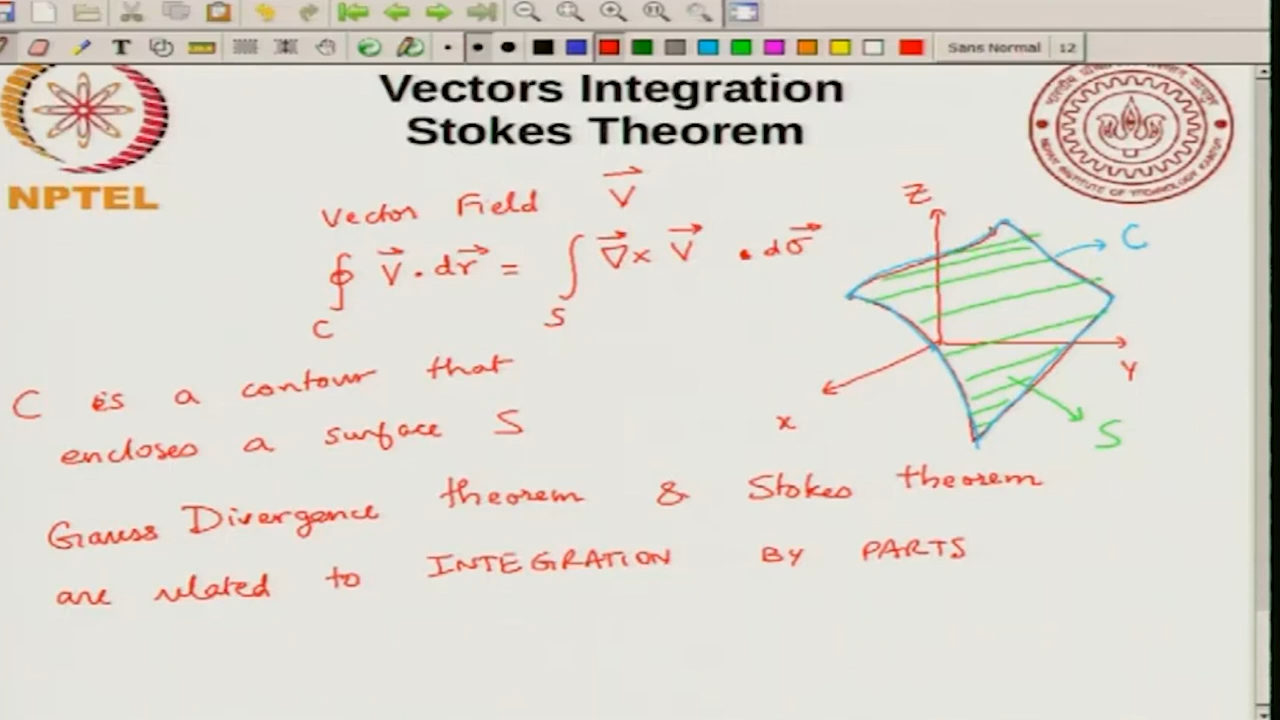 Sans Normal 12
Vectors Integration
Stokes Theorem
NPTEL
Vector Field V⃗
∮ V⃗ . dr⃗ = ∫ ∇⃗ x V⃗ . dσ⃗
C S
C is a contour that
encloses a surface S
Gauss Divergence theorem & Stokes theorem
are related to INTEGRATION BY PARTS
Z
C
Y
x
S